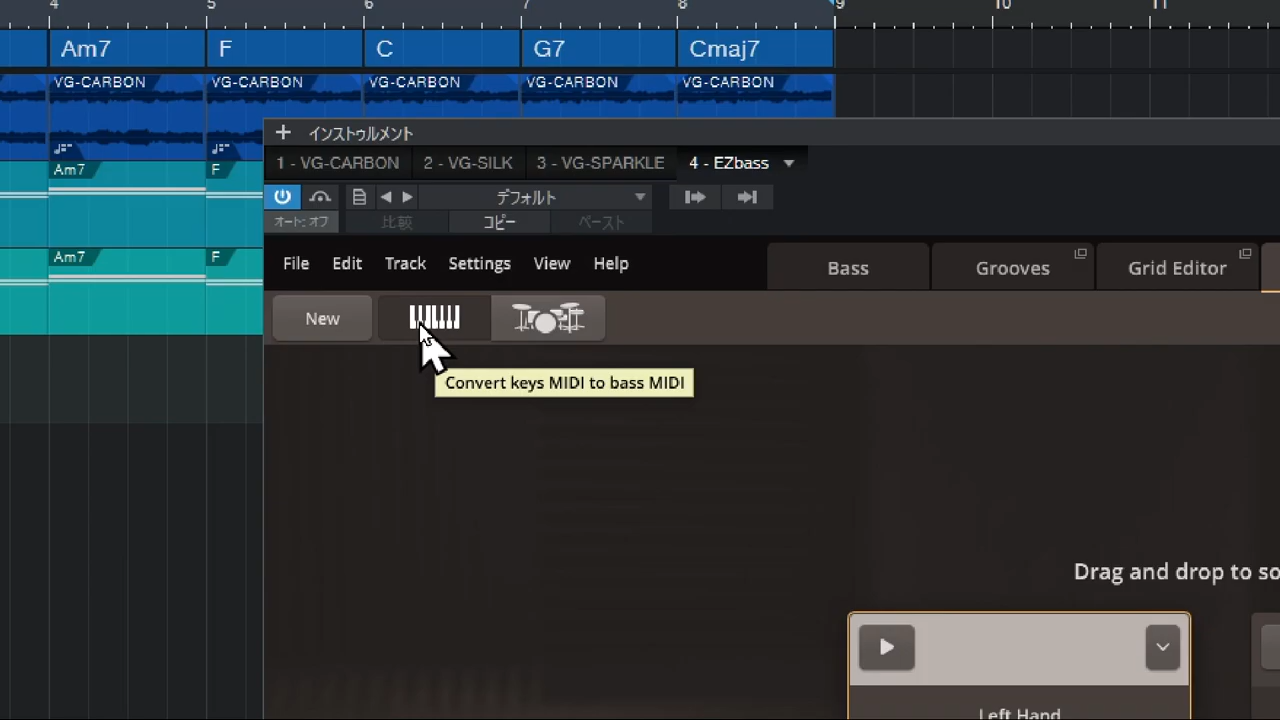 4 5 6 7 8 9 10 11
Am7 F C G7 Cmaj7
VG-CARBON VG-CARBON VG-CARBON VG-CARBON VG-CARBON
+ インストゥルメント
Am7 F
1 - VG-CARBON 2 - VG-SILK 3 - VG-SPARKLE 4 - EZbass
デフォルト
オート: オフ 比較 コピー ペースト
Am7 F
File Edit Track Settings View Help
Bass Grooves Grid Editor
New
Convert keys MIDI to bass MIDI
Drag and drop to so
Left Hand